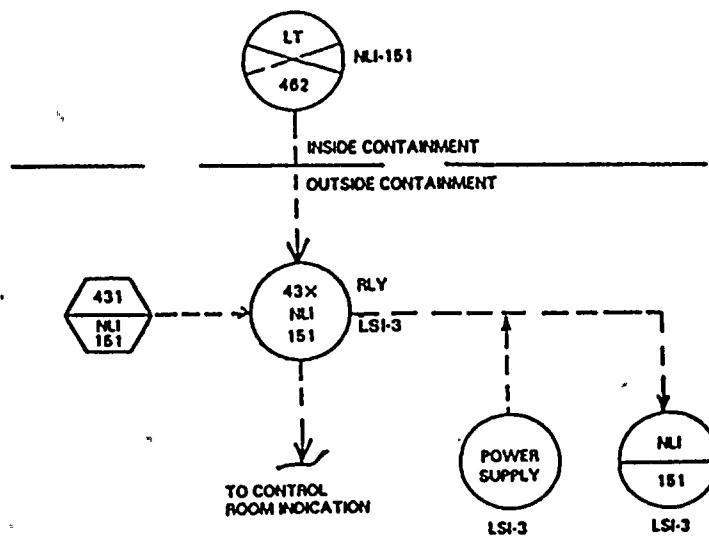 LT
462
NLI-151
INSIDE CONTAINMENT
OUTSIDE CONTAINMENT
431
NLI
151
43X
NLI
151
RLY
LSI-3
TO CONTROL
ROOM INDICATION
POWER
SUPPLY
LSI-3
NLI
151
LSI-3